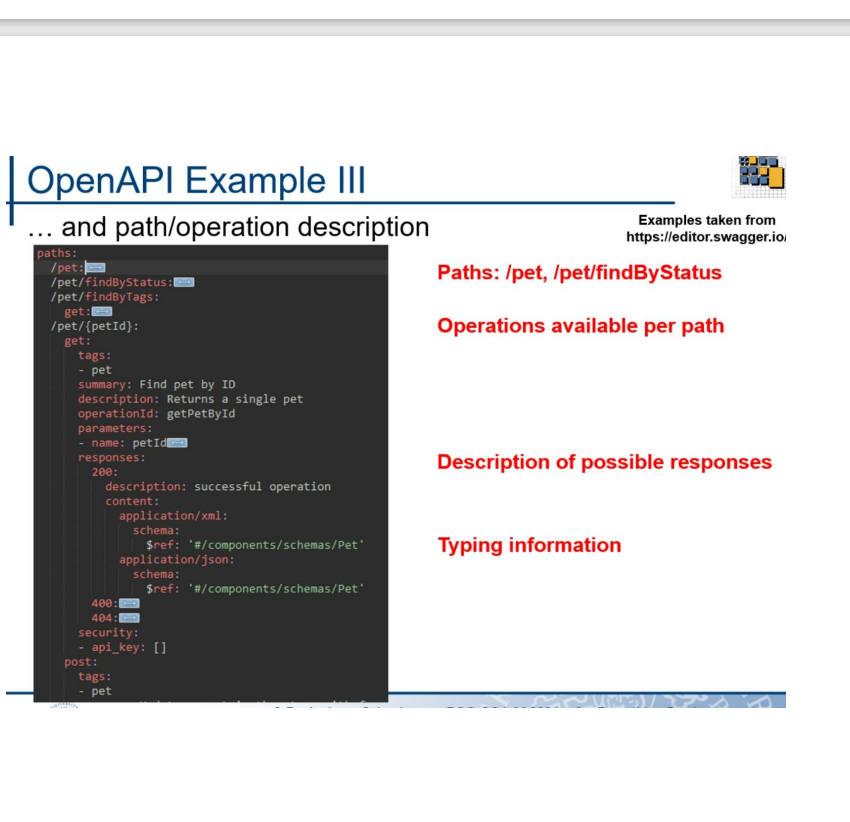 OpenAPI Example III
… and path/operation description
Examples taken from
https://editor.swagger.io/
paths:
/pet:
/pet/findByStatus:
/pet/findByTags:
get:
/pet/{petId}:
get:
tags:
- pet
summary: Find pet by ID
description: Returns a single pet
operationId: getPetById
parameters:
- name: petId
responses:
200:
description: successful operation
content:
application/xml:
schema:
$ref: '#/components/schemas/Pet'
application/json:
schema:
$ref: '#/components/schemas/Pet'
400:
404:
security:
- api_key: []
post:
tags:
- pet
Paths: /pet, /pet/findByStatus
Operations available per path
Description of possible responses
Typing information